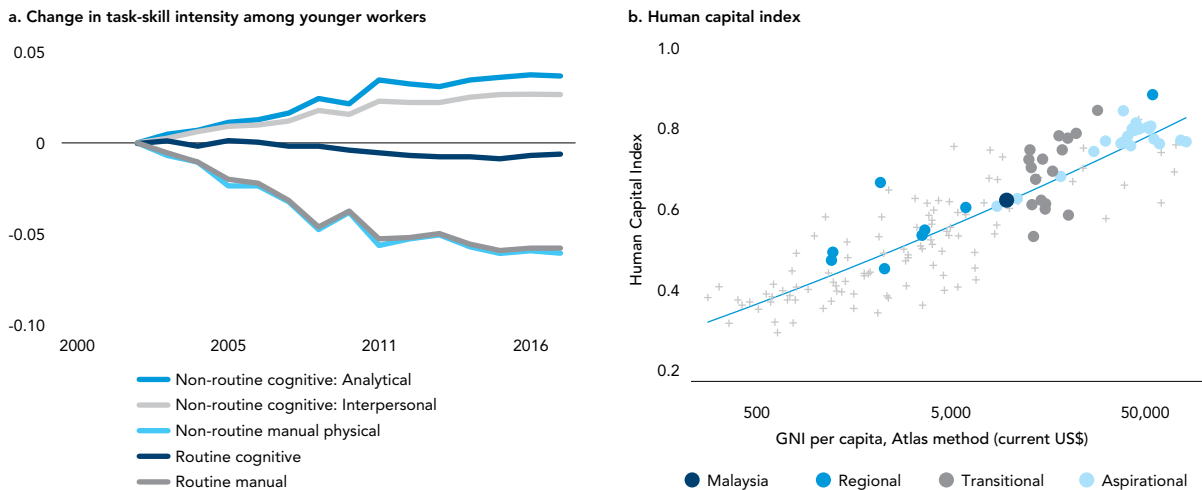 a. Change in task-skill intensity among younger workers
0.05
0
-0.05
-0.10
2000 2005 2011 2016
Non-routine cognitive: Analytical
Non-routine cognitive: Interpersonal
Non-routine manual physical
Routine cognitive
Routine manual
b. Human capital index
1.0
0.8
0.6
0.4
0.2
Human Capital Index
500 5,000 50,000
GNI per capita, Atlas method (current US$)
Malaysia Regional Transitional Aspirational